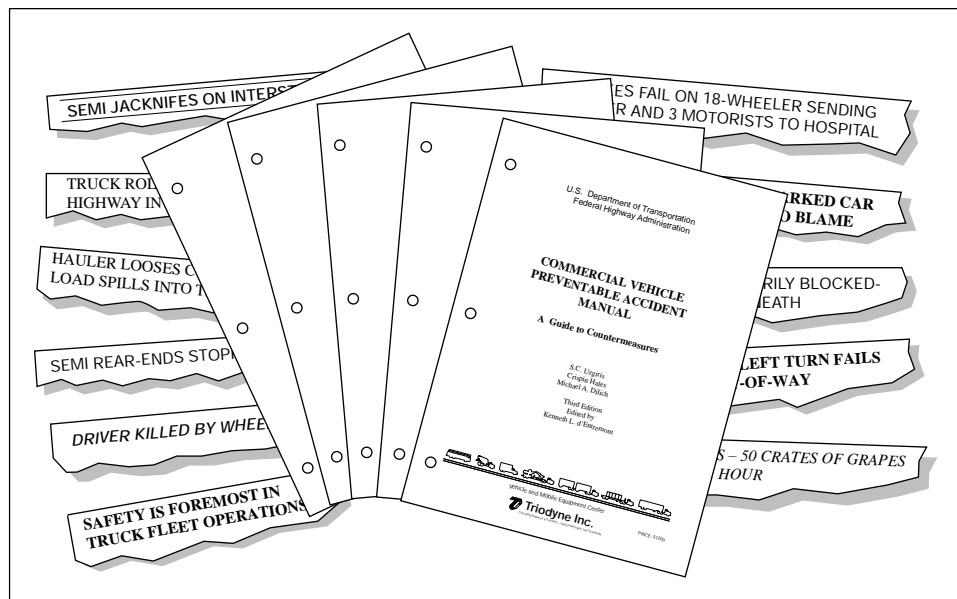 SEMI JACKNIFES ON INTERST
TRUCK ROL
HIGHWAY IN
HAULER LOOSES C
LOAD SPILLS INTO T
SEMI REAR-ENDS STOP
DRIVER KILLED BY WHEE
SAFETY IS FOREMOST IN
TRUCK FLEET OPERATIONS
U.S. Department of Transportation
Federal Highway Administration
COMMERCIAL VEHICLE
PREVENTABLE ACCIDENT
MANUAL
A Guide to Countermeasures
S.C. Uzgiris
Crispin Hales
Michael A. Dilich
Third Edition
Edited by
Kenneth L. d'Entremont
Vehicle and Mobile Equipment Center
Triodyne Inc.
KES FAIL ON 18-WHEELER SENDING
R AND 3 MOTORISTS TO HOSPITAL
ARKED CAR
O BLAME
RILY BLOCKED-
NEATH
LEFT TURN FAILS
-OF-WAY
S – 50 CRATES OF GRAPES
HOUR